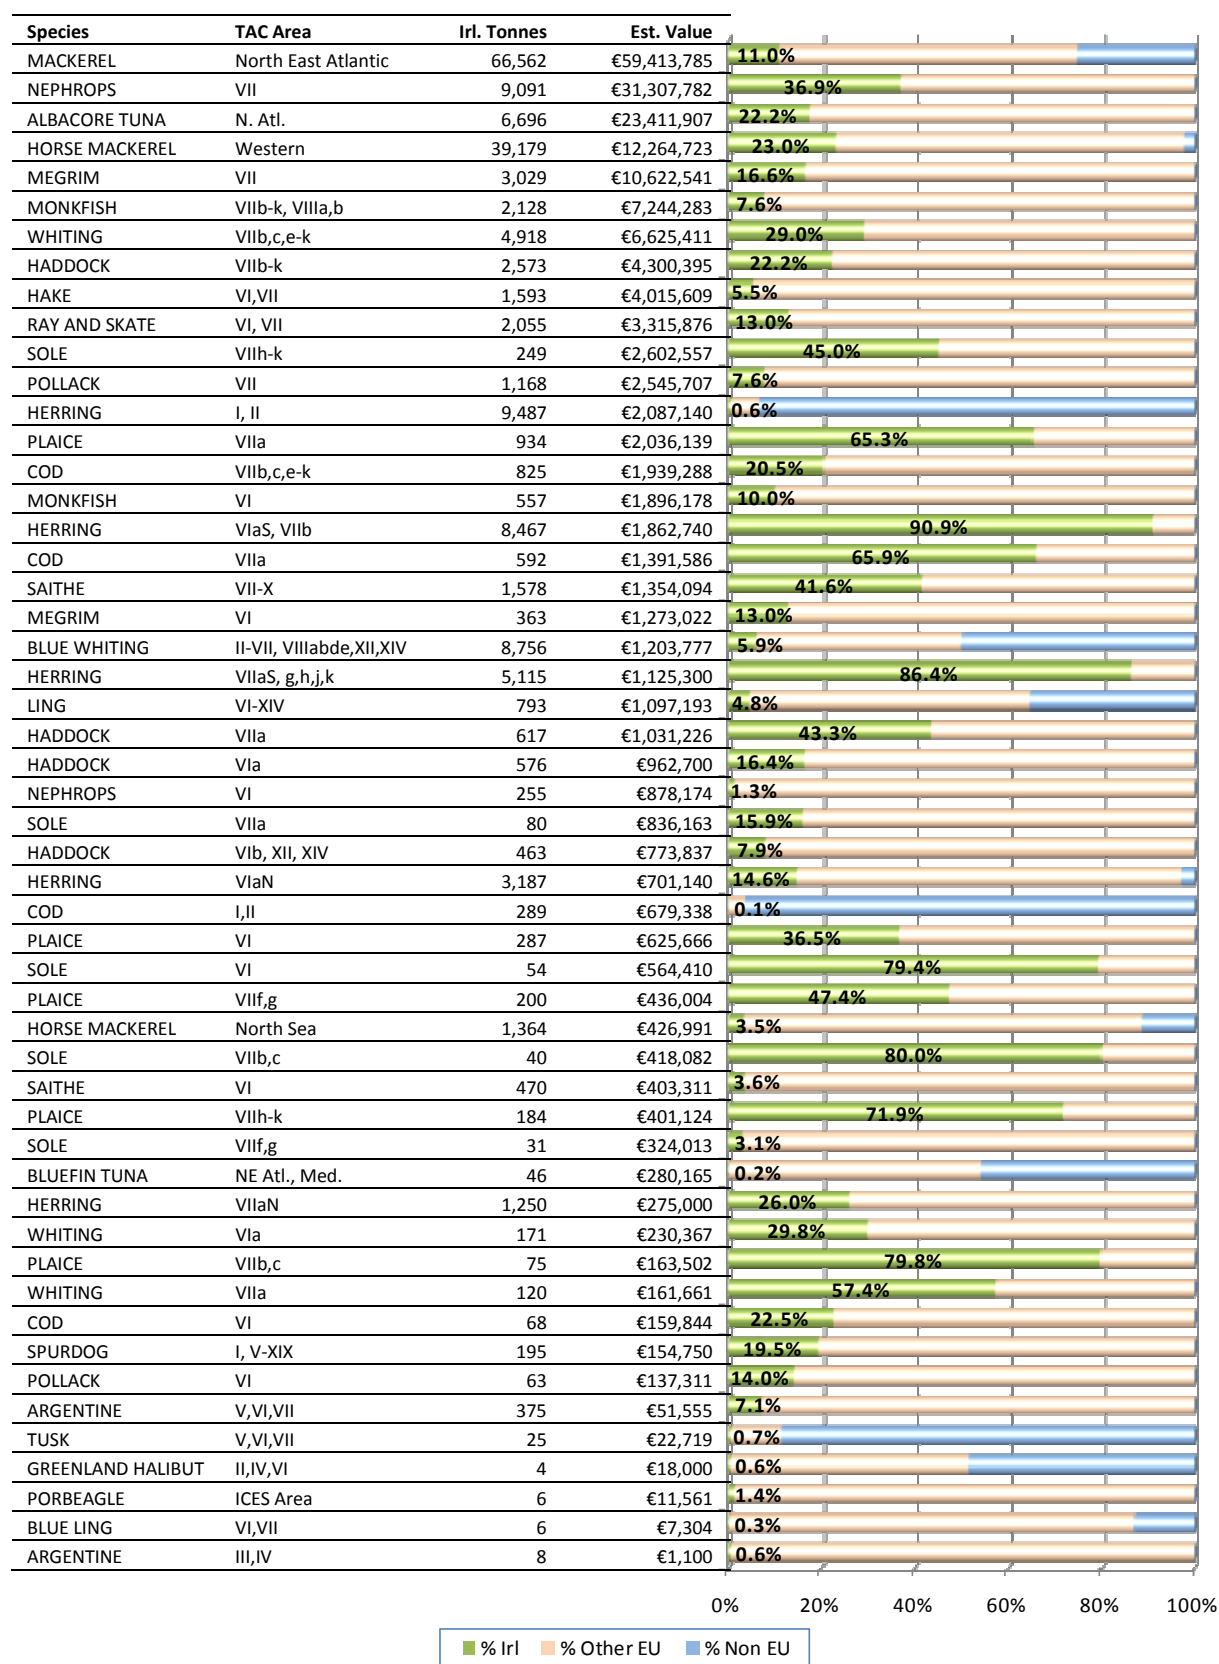 Species TAC Area Irl. Tonnes Est. Value
MACKEREL North East Atlantic 66,562 €59,413,785 11.0%
NEPHROPS VII 9,091 €31,307,782 36.9%
ALBACORE TUNA N. Atl. 6,696 €23,411,907 22.2%
HORSE MACKEREL Western 39,179 €12,264,723 23.0%
MEGRIM VII 3,029 €10,622,541 16.6%
MONKFISH VIIb-k, VIIIa,b 2,128 €7,244,283 7.6%
WHITING VIIb,c,e-k 4,918 €6,625,411 29.0%
HADDOCK VIIb-k 2,573 €4,300,395 22.2%
HAKE VI,VII 1,593 €4,015,609 5.5%
RAY AND SKATE VI, VII 2,055 €3,315,876 13.0%
SOLE VIIh-k 249 €2,602,557 45.0%
POLLACK VII 1,168 €2,545,707 7.6%
HERRING I, II 9,487 €2,087,140 0.6%
PLAICE VIIa 934 €2,036,139 65.3%
COD VIIb,c,e-k 825 €1,939,288 20.5%
MONKFISH VI 557 €1,896,178 10.0%
HERRING VIaS, VIIb 8,467 €1,862,740 90.9%
COD VIIa 592 €1,391,586 65.9%
SAITHE VII-X 1,578 €1,354,094 41.6%
MEGRIM VI 363 €1,273,022 13.0%
BLUE WHITING II-VII, VIIIabde,XII,XIV 8,756 €1,203,777 5.9%
HERRING VIIaS, g,h,j,k 5,115 €1,125,300 86.4%
LING VI-XIV 793 €1,097,193 4.8%
HADDOCK VIIa 617 €1,031,226 43.3%
HADDOCK VIa 576 €962,700 16.4%
NEPHROPS VI 255 €878,174 1.3%
SOLE VIIa 80 €836,163 15.9%
HADDOCK VIb, XII, XIV 463 €773,837 7.9%
HERRING VIaN 3,187 €701,140 14.6%
COD I,II 289 €679,338 0.1%
PLAICE VI 287 €625,666 36.5%
SOLE VI 54 €564,410 79.4%
PLAICE VIIf,g 200 €436,004 47.4%
HORSE MACKEREL North Sea 1,364 €426,991 3.5%
SOLE VIIb,c 40 €418,082 80.0%
SAITHE VI 470 €403,311 3.6%
PLAICE VIIh-k 184 €401,124 71.9%
SOLE VIIf,g 31 €324,013 3.1%
BLUEFIN TUNA NE Atl., Med. 46 €280,165 0.2%
HERRING VIIaN 1,250 €275,000 26.0%
WHITING VIa 171 €230,367 29.8%
PLAICE VIIb,c 75 €163,502 79.8%
WHITING VIIa 120 €161,661 57.4%
COD VI 68 €159,844 22.5%
SPURDOG I, V-XIX 195 €154,750 19.5%
POLLACK VI 63 €137,311 14.0%
ARGENTINE V,VI,VII 375 €51,555 7.1%
TUSK V,VI,VII 25 €22,719 0.7%
GREENLAND HALIBUT II,IV,VI 4 €18,000 0.6%
PORBEAGLE ICES Area 6 €11,561 1.4%
BLUE LING VI,VII 6 €7,304 0.3%
ARGENTINE III,IV 8 €1,100 0.6%
0% 20% 40% 60% 80% 100%
% Irl % Other EU % Non EU